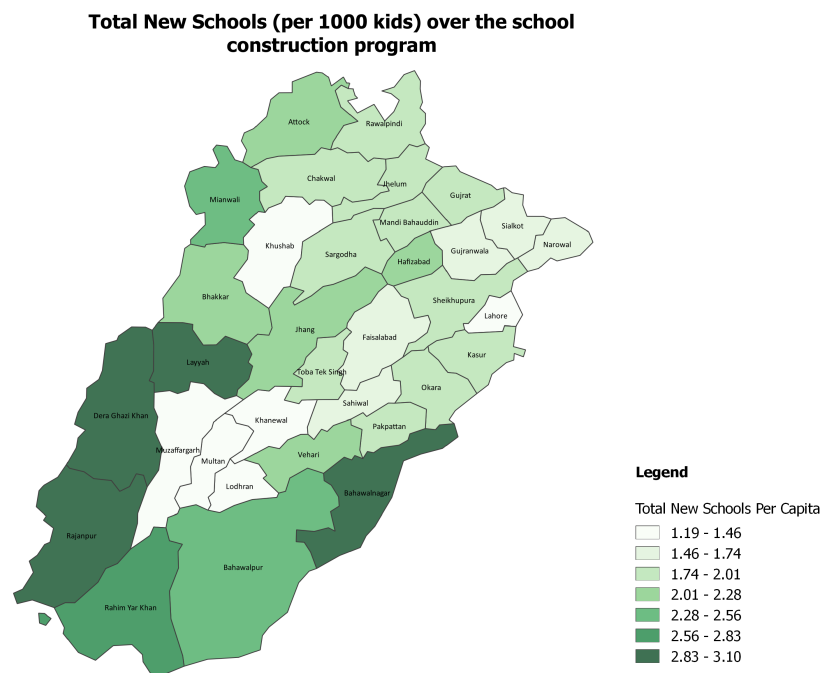 Total New Schools (per 1000 kids) over the school
construction program
Attock
Rawalpindi
Chakwal
Jhelum
Mianwali
Gujrat
Mandi Bahauddin
Sialkot
Khushab
Narowal
Sargodha
Gujranwala
Hafizabad
Bhakkar
Sheikhupura
Lahore
Jhang
Faisalabad
Kasur
Layyah
Toba Tek Singh
Okara
Sahiwal
Dera Ghazi Khan
Khanewal
Pakpattan
Muzaffargarh
Vehari
Multan
Lodhran
Bahawalnagar
Rajanpur
Bahawalpur
Rahim Yar Khan
Legend
Total New Schools Per Capita
1.19 - 1.46
1.46 - 1.74
1.74 - 2.01
2.01 - 2.28
2.28 - 2.56
2.56 - 2.83
2.83 - 3.10